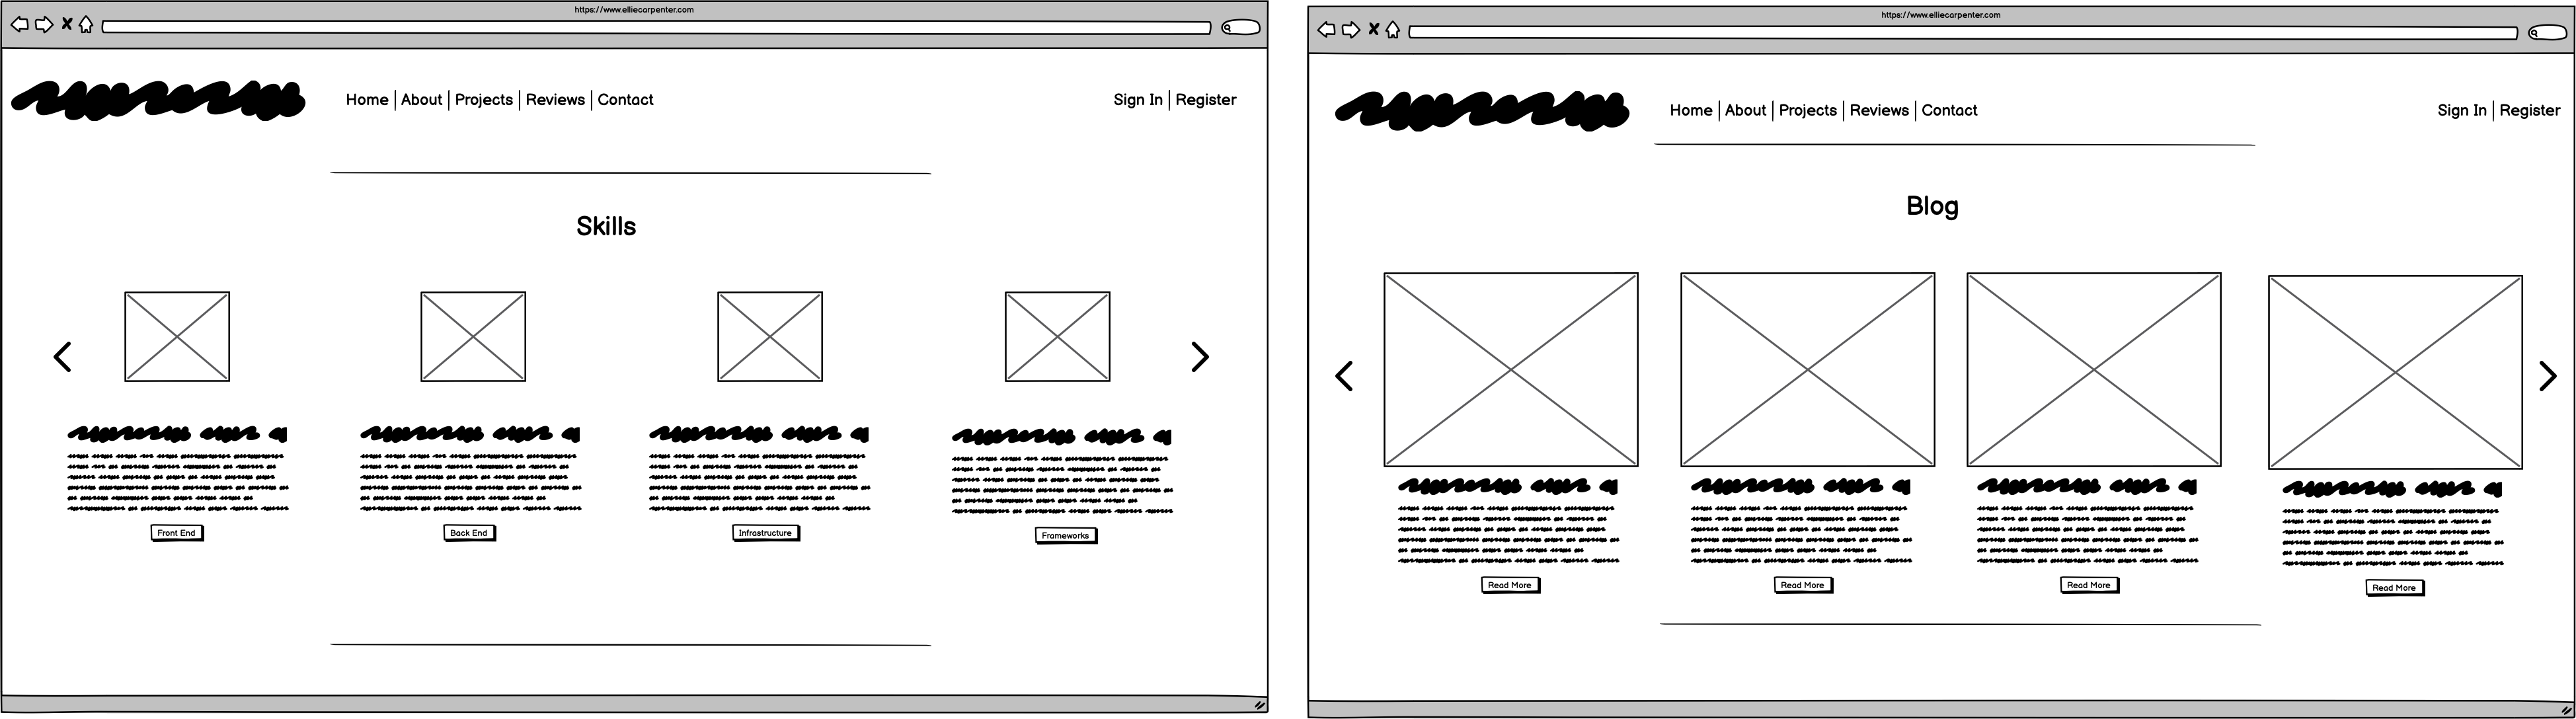 https://www.elliecarpenter.com
Home About Projects Reviews Contact Sign In Register
Skills
Front End Back End Infrastructure Frameworks
https://www.elliecarpenter.com
Home About Projects Reviews Contact Sign In Register
Blog
Read More Read More Read More Read More